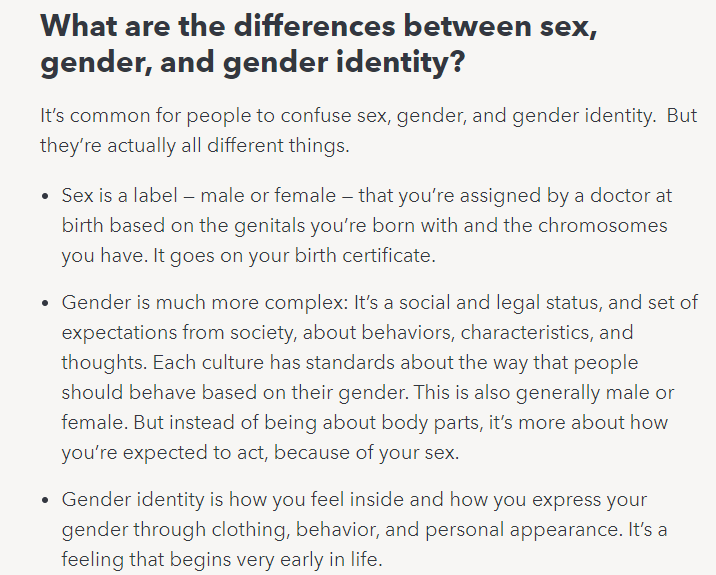 What are the differences between sex,
gender, and gender identity?
It's common for people to confuse sex, gender, and gender identity.  But
they're actually all different things.
• Sex is a label – male or female – that you're assigned by a doctor at
birth based on the genitals you're born with and the chromosomes
you have. It goes on your birth certificate.
• Gender is much more complex: It's a social and legal status, and set of
expectations from society, about behaviors, characteristics, and
thoughts. Each culture has standards about the way that people
should behave based on their gender. This is also generally male or
female. But instead of being about body parts, it's more about how
you're expected to act, because of your sex.
• Gender identity is how you feel inside and how you express your
gender through clothing, behavior, and personal appearance. It's a
feeling that begins very early in life.